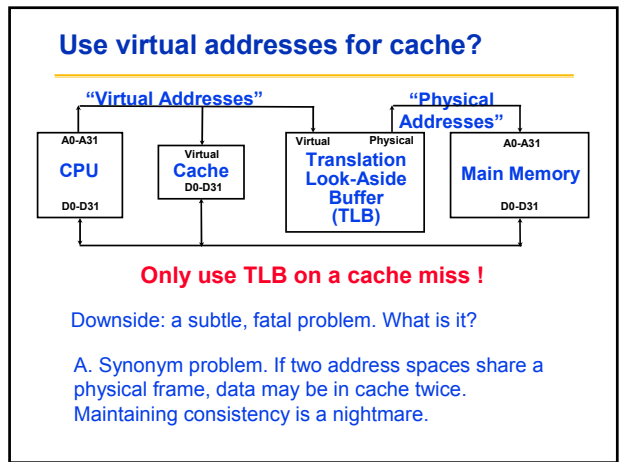 Use virtual addresses for cache?
“Virtual Addresses”
“Physical
Addresses”
A0-A31
CPU
D0-D31
Virtual
Cache
D0-D31
Virtual Physical
Translation
Look-Aside
Buffer
(TLB)
A0-A31
Main Memory
D0-D31
Only use TLB on a cache miss !
Downside: a subtle, fatal problem. What is it?
A. Synonym problem. If two address spaces share a
physical frame, data may be in cache twice.
Maintaining consistency is a nightmare.